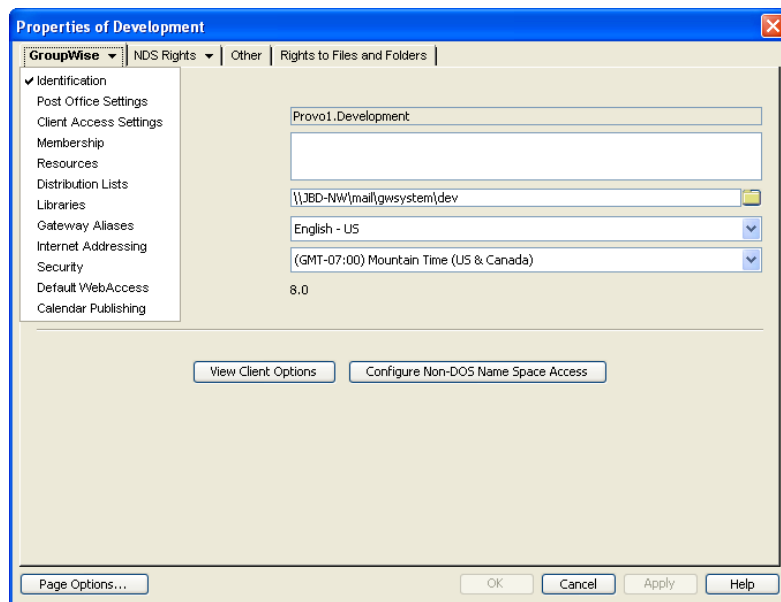 Properties of Development
GroupWise NDS Rights Other Rights to Files and Folders
Identification
Post Office Settings
Client Access Settings
Membership
Resources
Distribution Lists
Libraries
Gateway Aliases
Internet Addressing
Security
Default WebAccess
Calendar Publishing
Provo1.Development
\\JBD-NW\mail\gwsystem\dev
English - US
(GMT-07:00) Mountain Time (US & Canada)
8.0
View Client Options Configure Non-DOS Name Space Access
Page Options... OK Cancel Apply Help